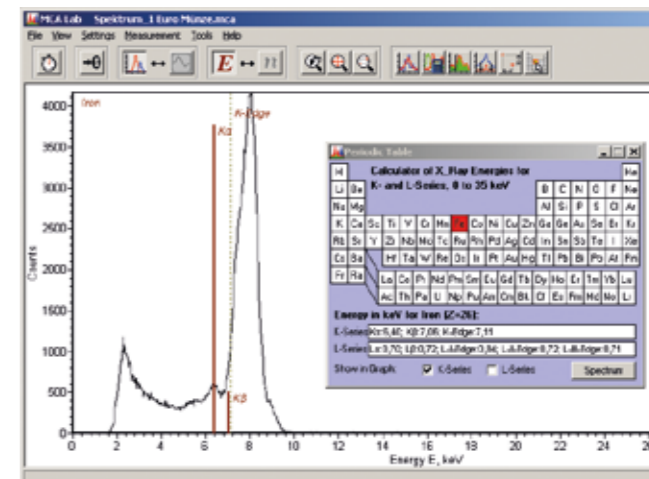 MCA Lab Spektrum_1 Euro Münze.mca
File View Settings Measurement Tools Help
E
4000
3500
3000
2500
2000
1500
1000
500
0
Counts
Iron
Kα
K-Edge
Kβ
0 2 4 6 8 10 12 14 16 18 20 22 24 26
Energy E, keV
Periodic Table
Calculator of X_Ray Energies for
K- and L-Series, 0 to 35 keV
H He
Li Be B C N O F Ne
Na Mg Al Si P S Cl Ar
K Ca Sc Ti V Cr Mn Fe Co Ni Cu Zn Ga Ge As Se Br Kr
Rb Sr Y Zr Nb Mo Tc Ru Rh Pd Ag Cd In Sn Sb Te I Xe
Cs Ba Hf Ta W Re Os Ir Pt Au Hg Tl Pb Bi Po At
Fr Ra La Ce Pr Nd Pm Sm Eu Gd Tb Dy Ho Er Tm Yb
Ac Th Pa U Np Pu Am Cm Bk Cf Es Fm Md No
Energy in keV for Iron (Z=26):
K-Series Kα:6,40; Kβ:7,06; K-Edge:7,11
L-Series Lα:0,70; Lβ:0,72; L-I-Edge:0,84; L-II-Edge:0,72; L-III-Edge:0,71
Show in Graph: K-Series L-Series Spectrum